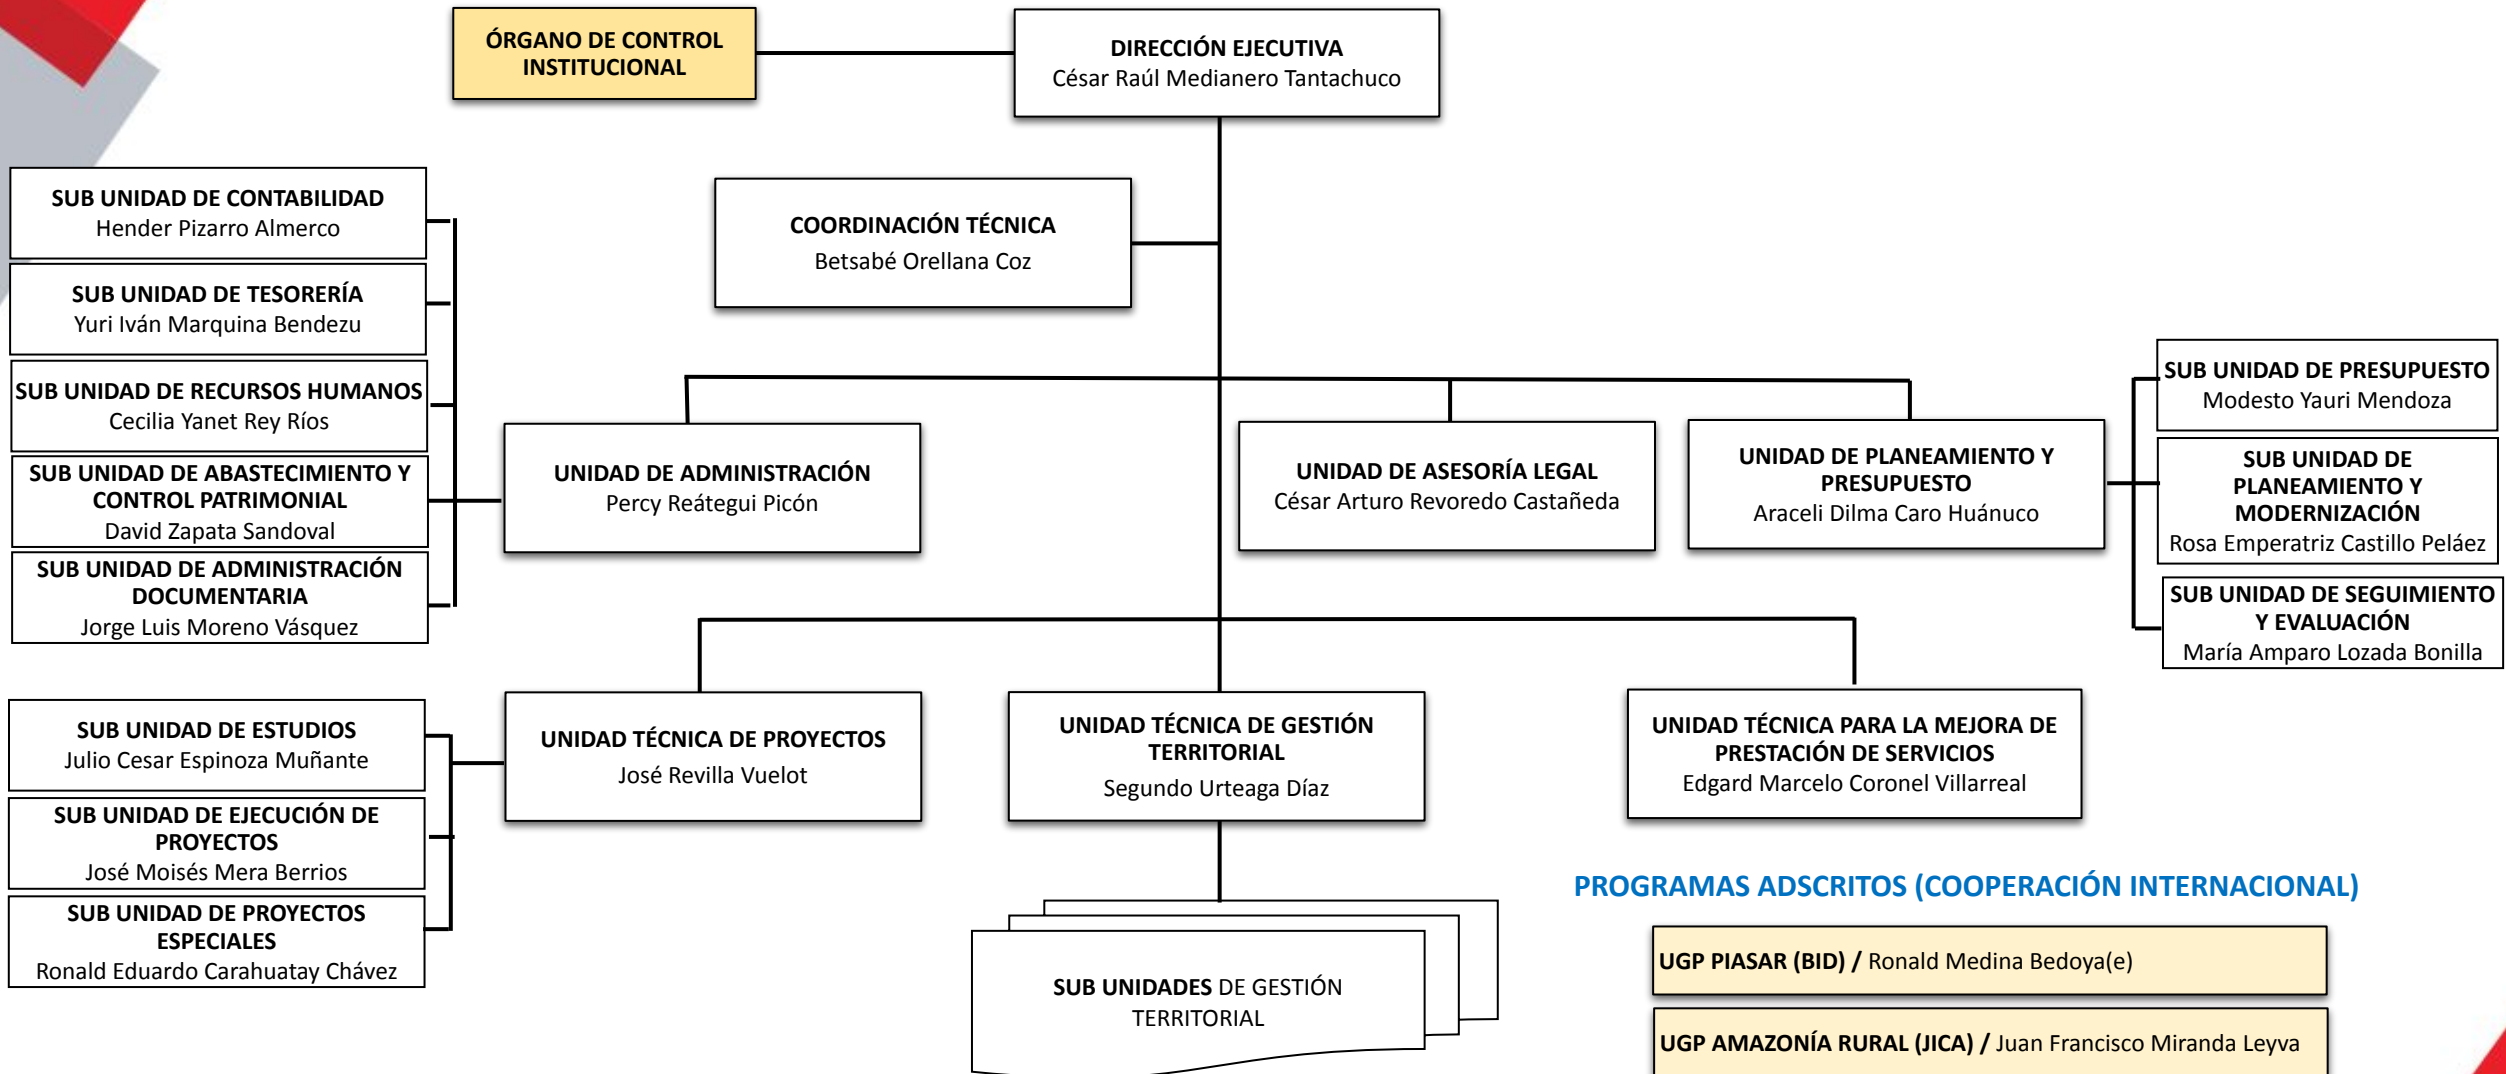 ÓRGANO DE CONTROL
INSTITUCIONAL
DIRECCIÓN EJECUTIVA
César Raúl Medianero Tantachuco
COORDINACIÓN TÉCNICA
Betsabé Orellana Coz
SUB UNIDAD DE CONTABILIDAD
Hender Pizarro Almerco
SUB UNIDAD DE TESORERÍA
Yuri Iván Marquina Bendezu
SUB UNIDAD DE RECURSOS HUMANOS
Cecilia Yanet Rey Ríos
SUB UNIDAD DE ABASTECIMIENTO Y
CONTROL PATRIMONIAL
David Zapata Sandoval
SUB UNIDAD DE ADMINISTRACIÓN
DOCUMENTARIA
Jorge Luis Moreno Vásquez
UNIDAD DE ADMINISTRACIÓN
Percy Reátegui Picón
UNIDAD DE ASESORÍA LEGAL
César Arturo Revoredo Castañeda
UNIDAD DE PLANEAMIENTO Y
PRESUPUESTO
Araceli Dilma Caro Huánuco
SUB UNIDAD DE PRESUPUESTO
Modesto Yauri Mendoza
SUB UNIDAD DE
PLANEAMIENTO Y
MODERNIZACIÓN
Rosa Emperatriz Castillo Peláez
SUB UNIDAD DE SEGUIMIENTO
Y EVALUACIÓN
María Amparo Lozada Bonilla
SUB UNIDAD DE ESTUDIOS
Julio Cesar Espinoza Muñante
SUB UNIDAD DE EJECUCIÓN DE
PROYECTOS
José Moisés Mera Berrios
SUB UNIDAD DE PROYECTOS
ESPECIALES
Ronald Eduardo Carahuatay Chávez
UNIDAD TÉCNICA DE PROYECTOS
José Revilla Vuelot
UNIDAD TÉCNICA DE GESTIÓN
TERRITORIAL
Segundo Urteaga Díaz
UNIDAD TÉCNICA PARA LA MEJORA DE
PRESTACIÓN DE SERVICIOS
Edgard Marcelo Coronel Villarreal
SUB UNIDADES DE GESTIÓN
TERRITORIAL
PROGRAMAS ADSCRITOS (COOPERACIÓN INTERNACIONAL)
UGP PIASAR (BID) / Ronald Medina Bedoya(e)
UGP AMAZONÍA RURAL (JICA) / Juan Francisco Miranda Leyva